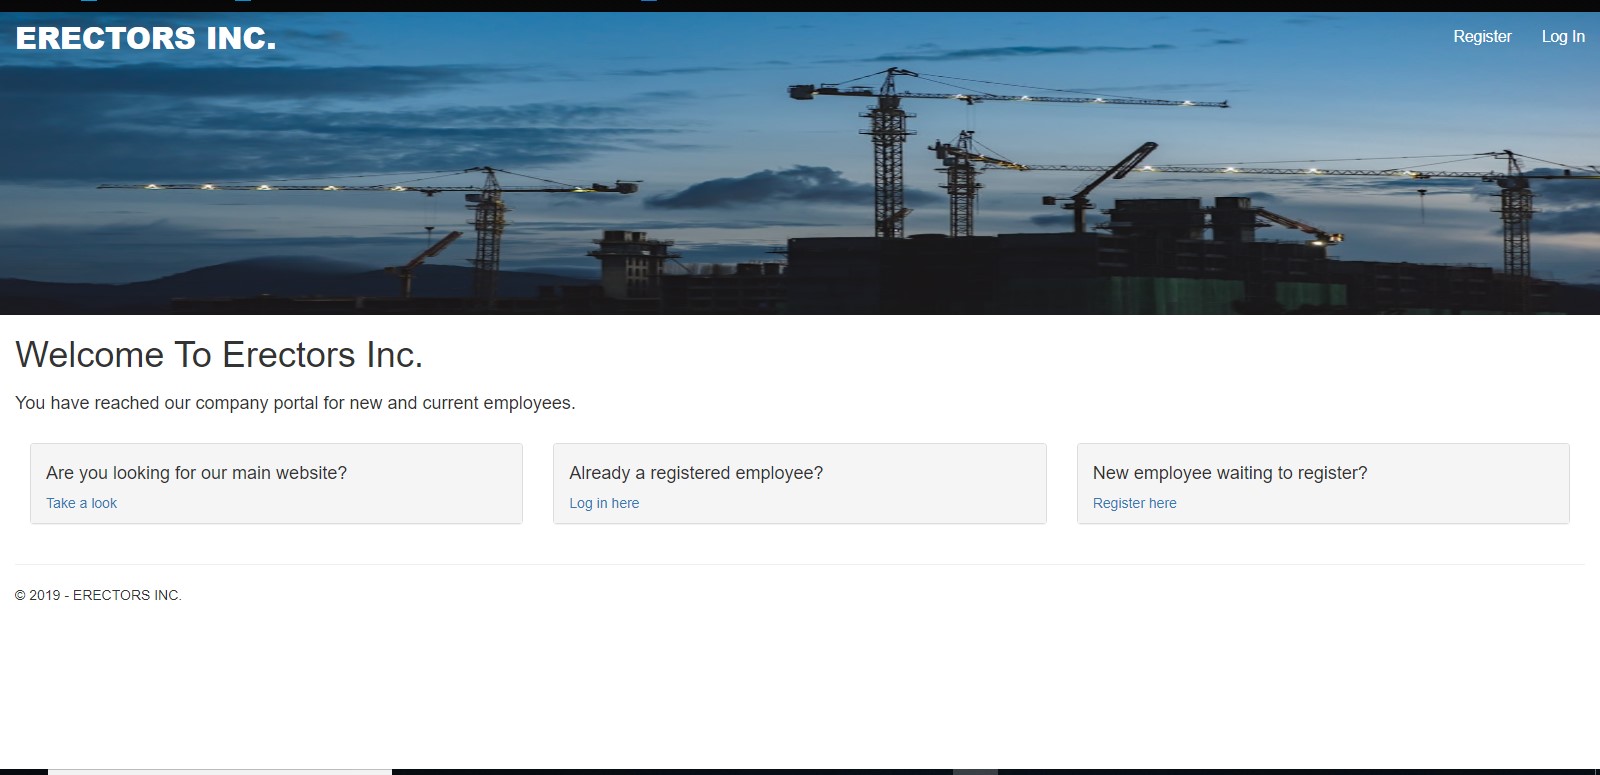 ERECTORS INC.
Register Log In
Welcome To Erectors Inc.
You have reached our company portal for new and current employees.
Are you looking for our main website?
Take a look
Already a registered employee?
Log in here
New employee waiting to register?
Register here
© 2019 - ERECTORS INC.